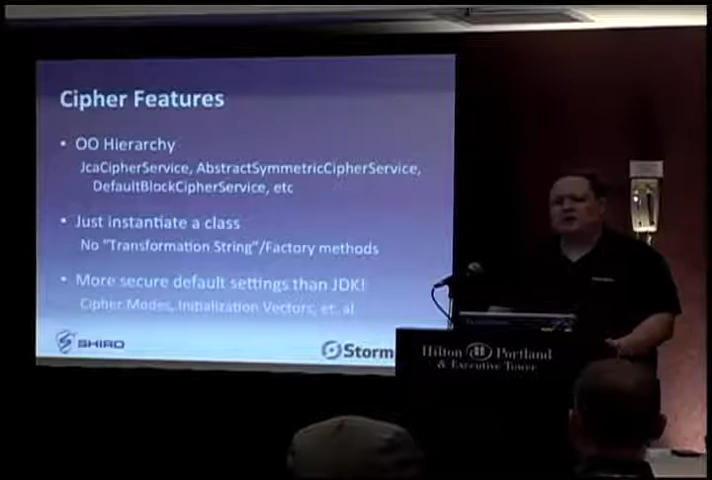 Cipher Features
• OO Hierarchy
JcaCipherService, AbstractSymmetricCipherService,
DefaultBlockCipherService, etc
• Just instantiate a class
No "Transformation String"/Factory methods
• More secure default settings than JDK!
Cipher Modes, Initialization Vectors, et. al
SHIRO
Storm
Hilton Portland
& Executive Tower